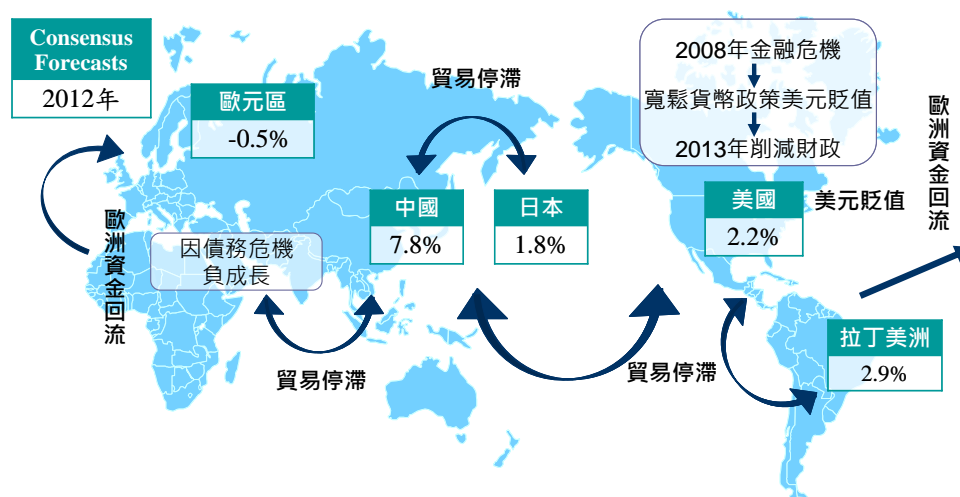 Consensus
Forecasts
2012年
歐元區
-0.5%
貿易停滯
2008年金融危機
寬鬆貨幣政策美元貶值
2013年削減財政
歐洲資金回流
中國
7.8%
日本
1.8%
美國
2.2%
美元貶值
歐洲資金回流
因債務危機
負成長
貿易停滯
貿易停滯
拉丁美洲
2.9%